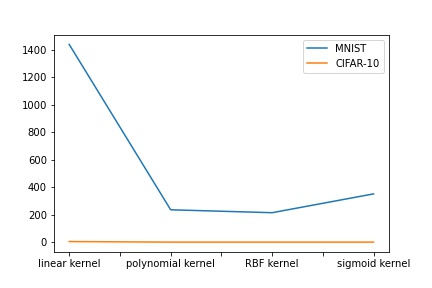 1400
1200
1000
800
600
400
200
0
MNIST
CIFAR-10
linear kernel
polynomial kernel
RBF kernel
sigmoid kernel